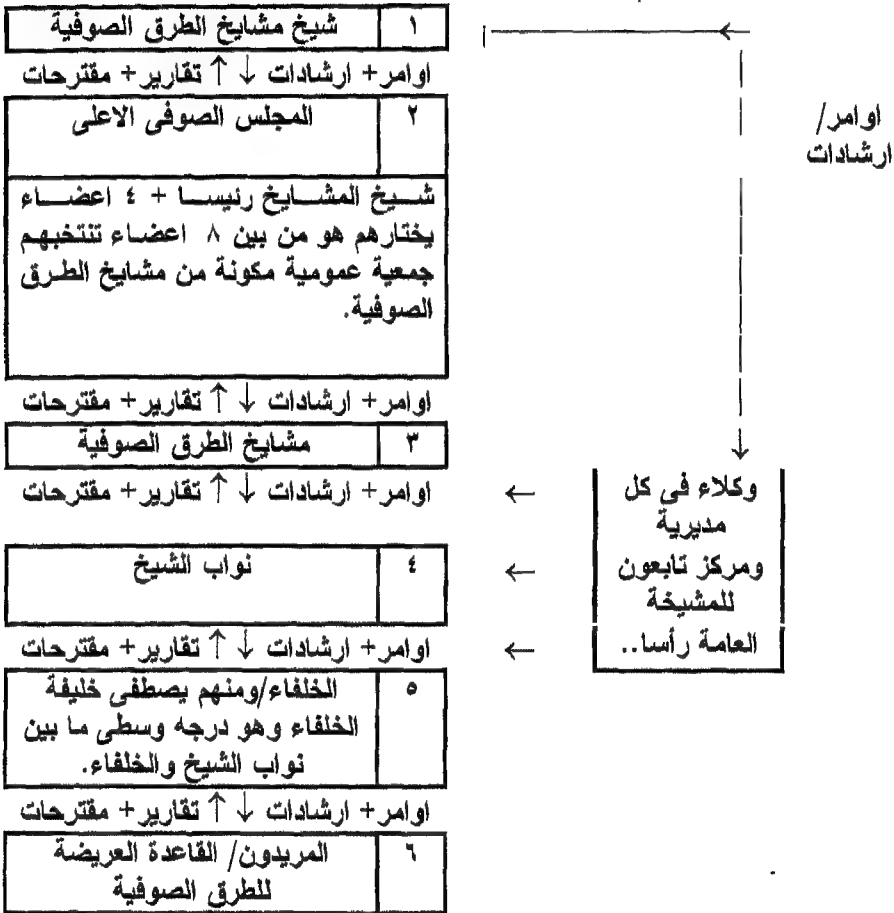 ١ شيخ مشايخ الطرق الصوفية
اوامر+ ارشادات ↓ ↑ تقارير+ مقترحات
٢ المجلس الصوفى الاعلى
شيخ المشايخ رئيسا + ٤ اعضاء
يختارهم هو من بين ٨ اعضاء تنتخبهم
جمعية عمومية مكونة من مشايخ الطرق
الصوفية.
اوامر+ ارشادات ↓ ↑ تقارير+ مقترحات
٣ مشايخ الطرق الصوفية
اوامر+ ارشادات ↓ ↑ تقارير+ مقترحات
٤ نواب الشيخ
اوامر+ ارشادات ↓ ↑ تقارير+ مقترحات
٥ الخلفاء/ومنهم يصطفى خليفة
الخلفاء وهو درجه وسطى ما بين
نواب الشيخ والخلفاء.
اوامر+ ارشادات ↓ ↑ تقارير+ مقترحات
٦ المريدون/ القاعدة العريضة
للطرق الصوفية
اوامر/
ارشادات
وكلاء فى كل
مديرية
ومركز تابعون
للمشيخة
العامة رأسا..